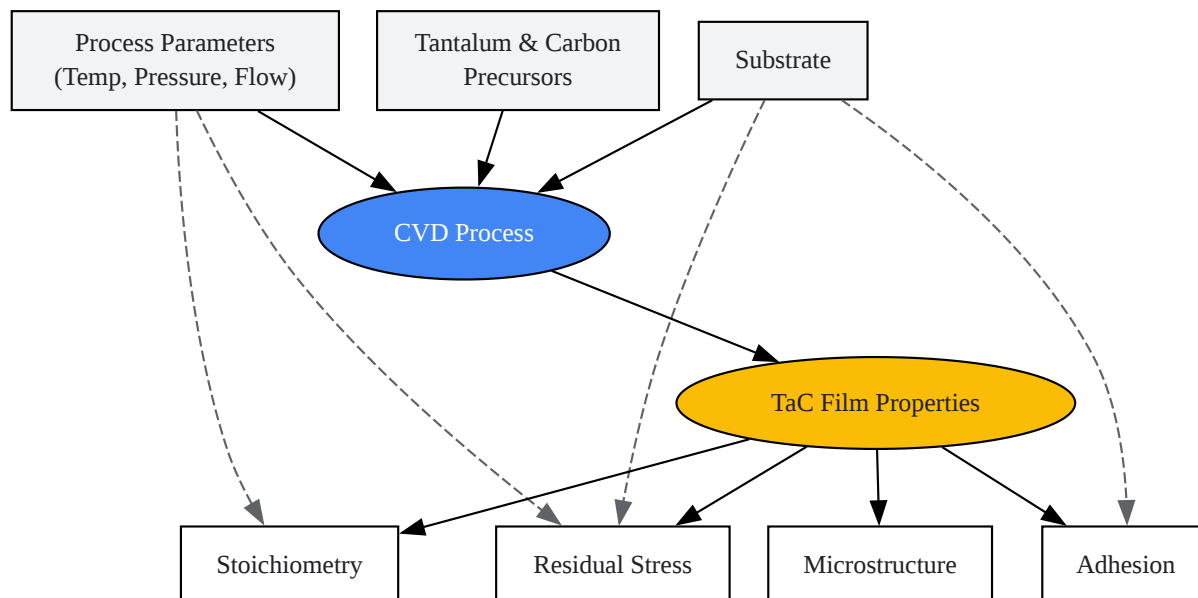 Process Parameters
(Temp, Pressure, Flow)
Tantalum & Carbon
Precursors
Substrate
CVD Process
TaC Film Properties
Stoichiometry
Residual Stress
Microstructure
Adhesion